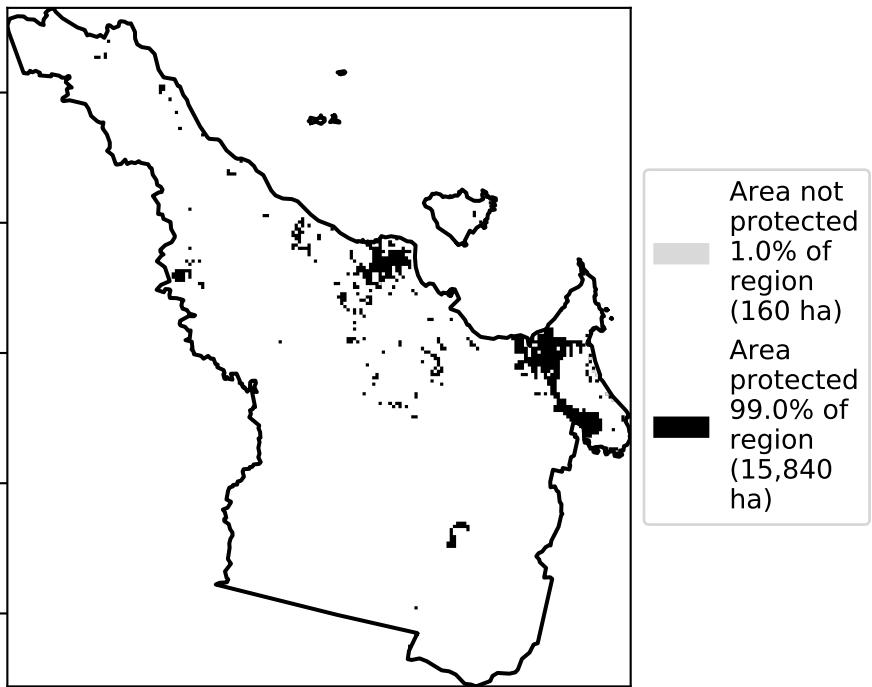 Area not
protected
1.0% of
region
(160 ha)
Area
protected
99.0% of
region
(15,840
ha)